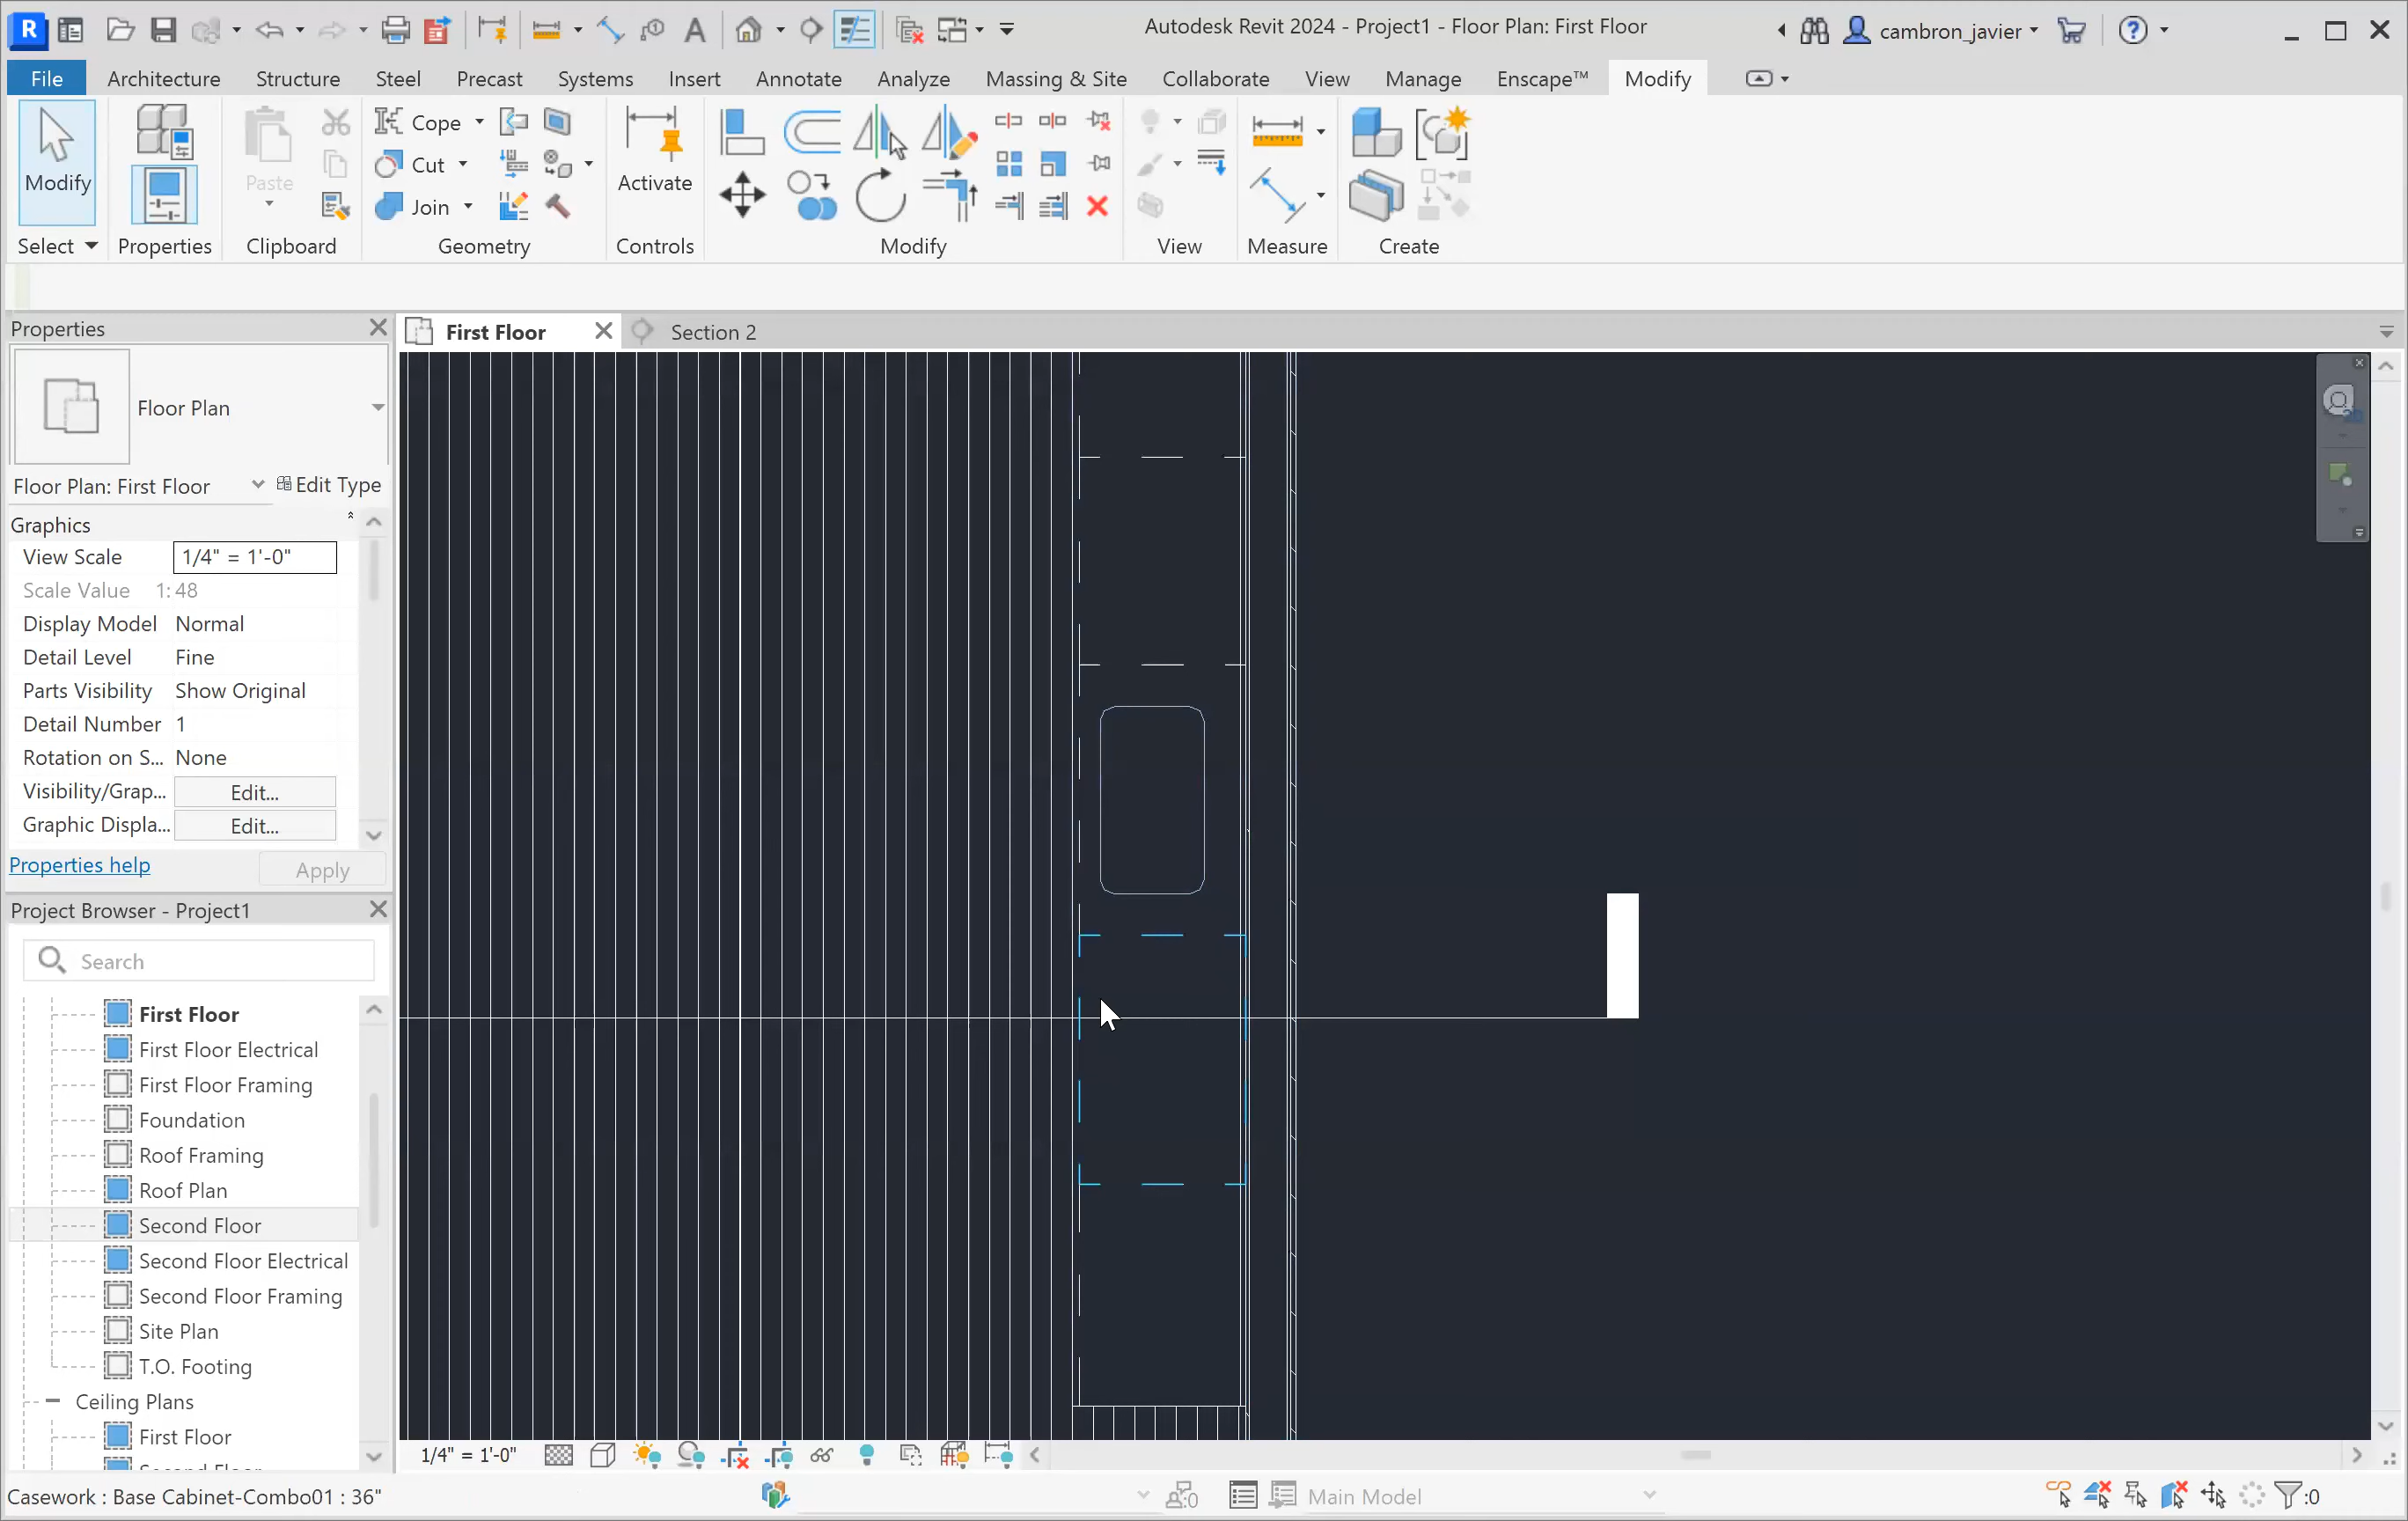 R
Autodesk Revit 2024 - Project1 - Floor Plan: First Floor
cambron_javier
File Architecture Structure Steel Precast Systems Insert Annotate Analyze Massing & Site Collaborate View Manage Enscape™ Modify
Modify
Paste
Cope
Cut
Join
Activate
Select Properties Clipboard Geometry Controls Modify View Measure Create
Properties
First Floor
Section 2
Floor Plan
Floor Plan: First Floor
Edit Type
Graphics
View Scale 1/4" = 1'-0"
Scale Value 1:48
Display Model Normal
Detail Level Fine
Parts Visibility Show Original
Detail Number 1
Rotation on S... None
Visibility/Grap... Edit...
Graphic Displa... Edit...
Properties help
Apply
Project Browser - Project1
Search
First Floor
First Floor Electrical
First Floor Framing
Foundation
Roof Framing
Roof Plan
Second Floor
Second Floor Electrical
Second Floor Framing
Site Plan
T.O. Footing
Ceiling Plans
First Floor
Second Floor
1/4" = 1'-0"
Casework : Base Cabinet-Combo01 : 36"
:0
Main Model
:0